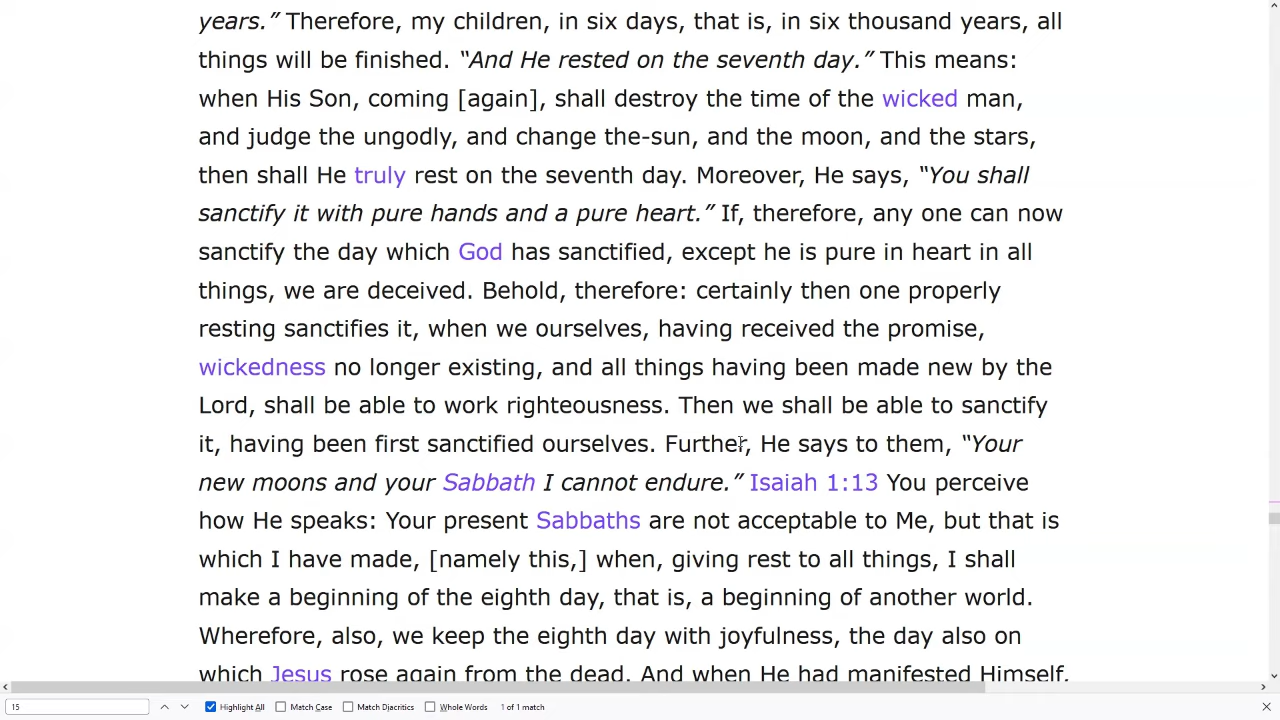 years.” Therefore, my children, in six days, that is, in six thousand years, all
things will be finished. “And He rested on the seventh day.” This means:
when His Son, coming [again], shall destroy the time of the wicked man,
and judge the ungodly, and change the-sun, and the moon, and the stars,
then shall He truly rest on the seventh day. Moreover, He says, “You shall
sanctify it with pure hands and a pure heart.” If, therefore, any one can now
sanctify the day which God has sanctified, except he is pure in heart in all
things, we are deceived. Behold, therefore: certainly then one properly
resting sanctifies it, when we ourselves, having received the promise,
wickedness no longer existing, and all things having been made new by the
Lord, shall be able to work righteousness. Then we shall be able to sanctify
it, having been first sanctified ourselves. Further, He says to them, “Your
new moons and your Sabbath I cannot endure.” Isaiah 1:13 You perceive
how He speaks: Your present Sabbaths are not acceptable to Me, but that is
which I have made, [namely this,] when, giving rest to all things, I shall
make a beginning of the eighth day, that is, a beginning of another world.
Wherefore, also, we keep the eighth day with joyfulness, the day also on
which Jesus rose again from the dead. And when He had manifested Himself,
15 Highlight All Match Case Match Diacritics Whole Words 1 of 1 match